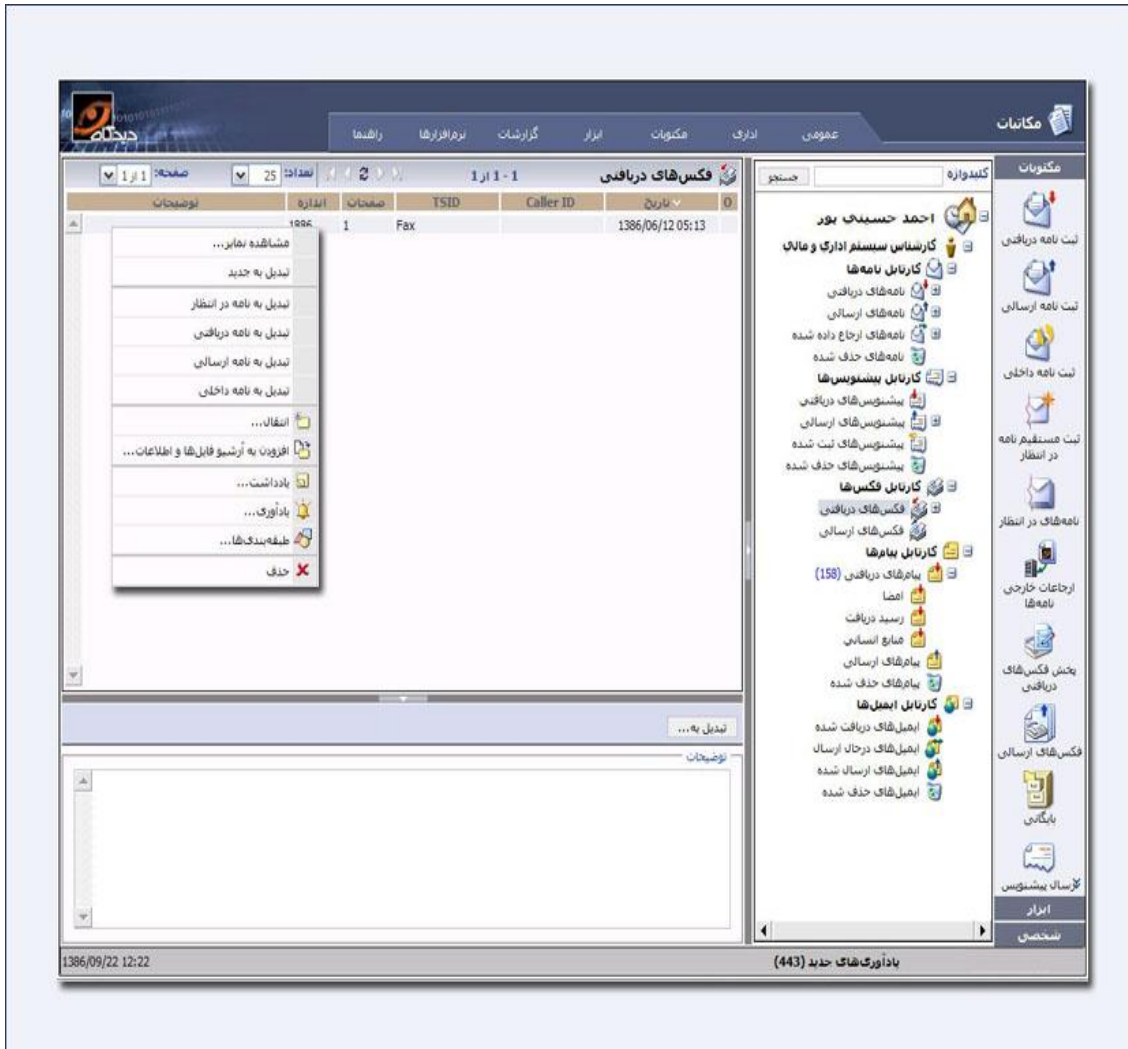 مکاتبات
عمومی
اداری
مکتوبات
ابزار
گزارشات
نرم‌افزارها
راهنما
دیدگاه
مکتوبات
ثبت نامه دریافتی
ثبت نامه ارسالی
ثبت نامه داخلی
ثبت مستقیم نامه
در انتظار
نامه‌های در انتظار
ارجاعات خارجی
نامه‌ها
پخش فکس‌های
دریافتی
فکس‌های ارسالی
بایگانی
ارسال پیشنویس
ابزار
شخصی
کلیدواژه
جستجو
احمد حسینی پور
کارشناس سیستم اداری و مالی
کارتابل نامه‌ها
نامه‌های دریافتی
نامه‌های ارسالی
نامه‌های ارجاع داده شده
نامه‌های حذف شده
کارتابل پیشنویس‌ها
پیشنویس‌های دریافتی
پیشنویس‌های ارسالی
پیشنویس‌های ثبت شده
پیشنویس‌های حذف شده
کارتابل فکس‌ها
فکس‌های دریافتی
فکس‌های ارسالی
کارتابل پیام‌ها
پیام‌های دریافتی (158)
امضا
رسید دریافت
منابع انسانی
پیام‌های ارسالی
پیام‌های حذف شده
کارتابل ایمیل‌ها
ایمیل‌های دریافت شده
ایمیل‌های درحال ارسال
ایمیل‌های ارسال شده
ایمیل‌های حذف شده
فکس‌های دریافتی
1 - 1 از 1
تعداد: 25
صفحه: 1 از 1
تاریخ Caller ID TSID صفحات اندازه توضیحات
1386/06/12 05:13 Fax 1 1886
مشاهده نمابر...
تبدیل به جدید
تبدیل به نامه در انتظار
تبدیل به نامه دریافتی
تبدیل به نامه ارسالی
تبدیل به نامه داخلی
انتقال...
افزودن به آرشیو فایل‌ها و اطلاعات...
یادداشت...
یادآوری...
طبقه‌بندی‌ها...
حذف
تبدیل به...
توضیحات
یادآوری‌های جدید (443)
1386/09/22 12:22